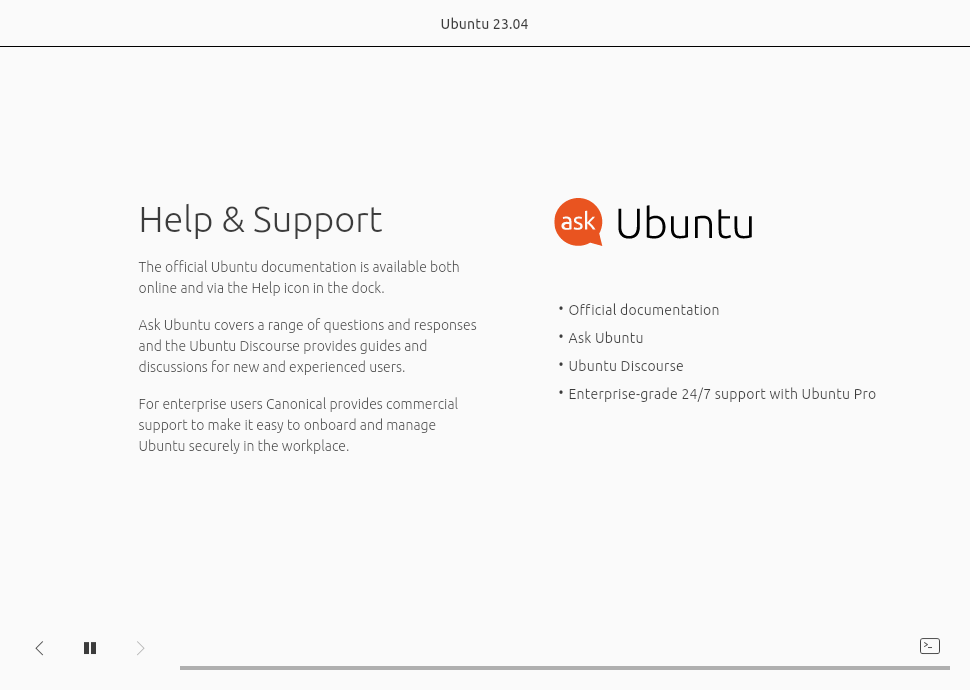 Ubuntu 23.04
Help & Support
The official Ubuntu documentation is available both
online and via the Help icon in the dock.
Ask Ubuntu covers a range of questions and responses
and the Ubuntu Discourse provides guides and
discussions for new and experienced users.
For enterprise users Canonical provides commercial
support to make it easy to onboard and manage
Ubuntu securely in the workplace.
ask Ubuntu
• Official documentation
• Ask Ubuntu
• Ubuntu Discourse
• Enterprise-grade 24/7 support with Ubuntu Pro